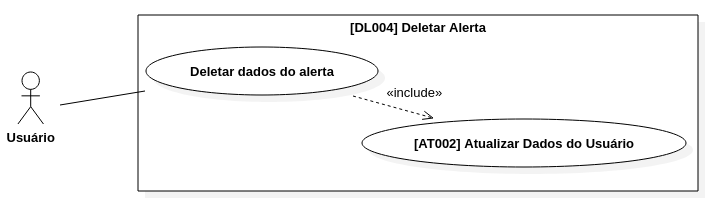 [DL004] Deletar Alerta
Deletar dados do alerta
«include»
Usuário
[AT002] Atualizar Dados do Usuário